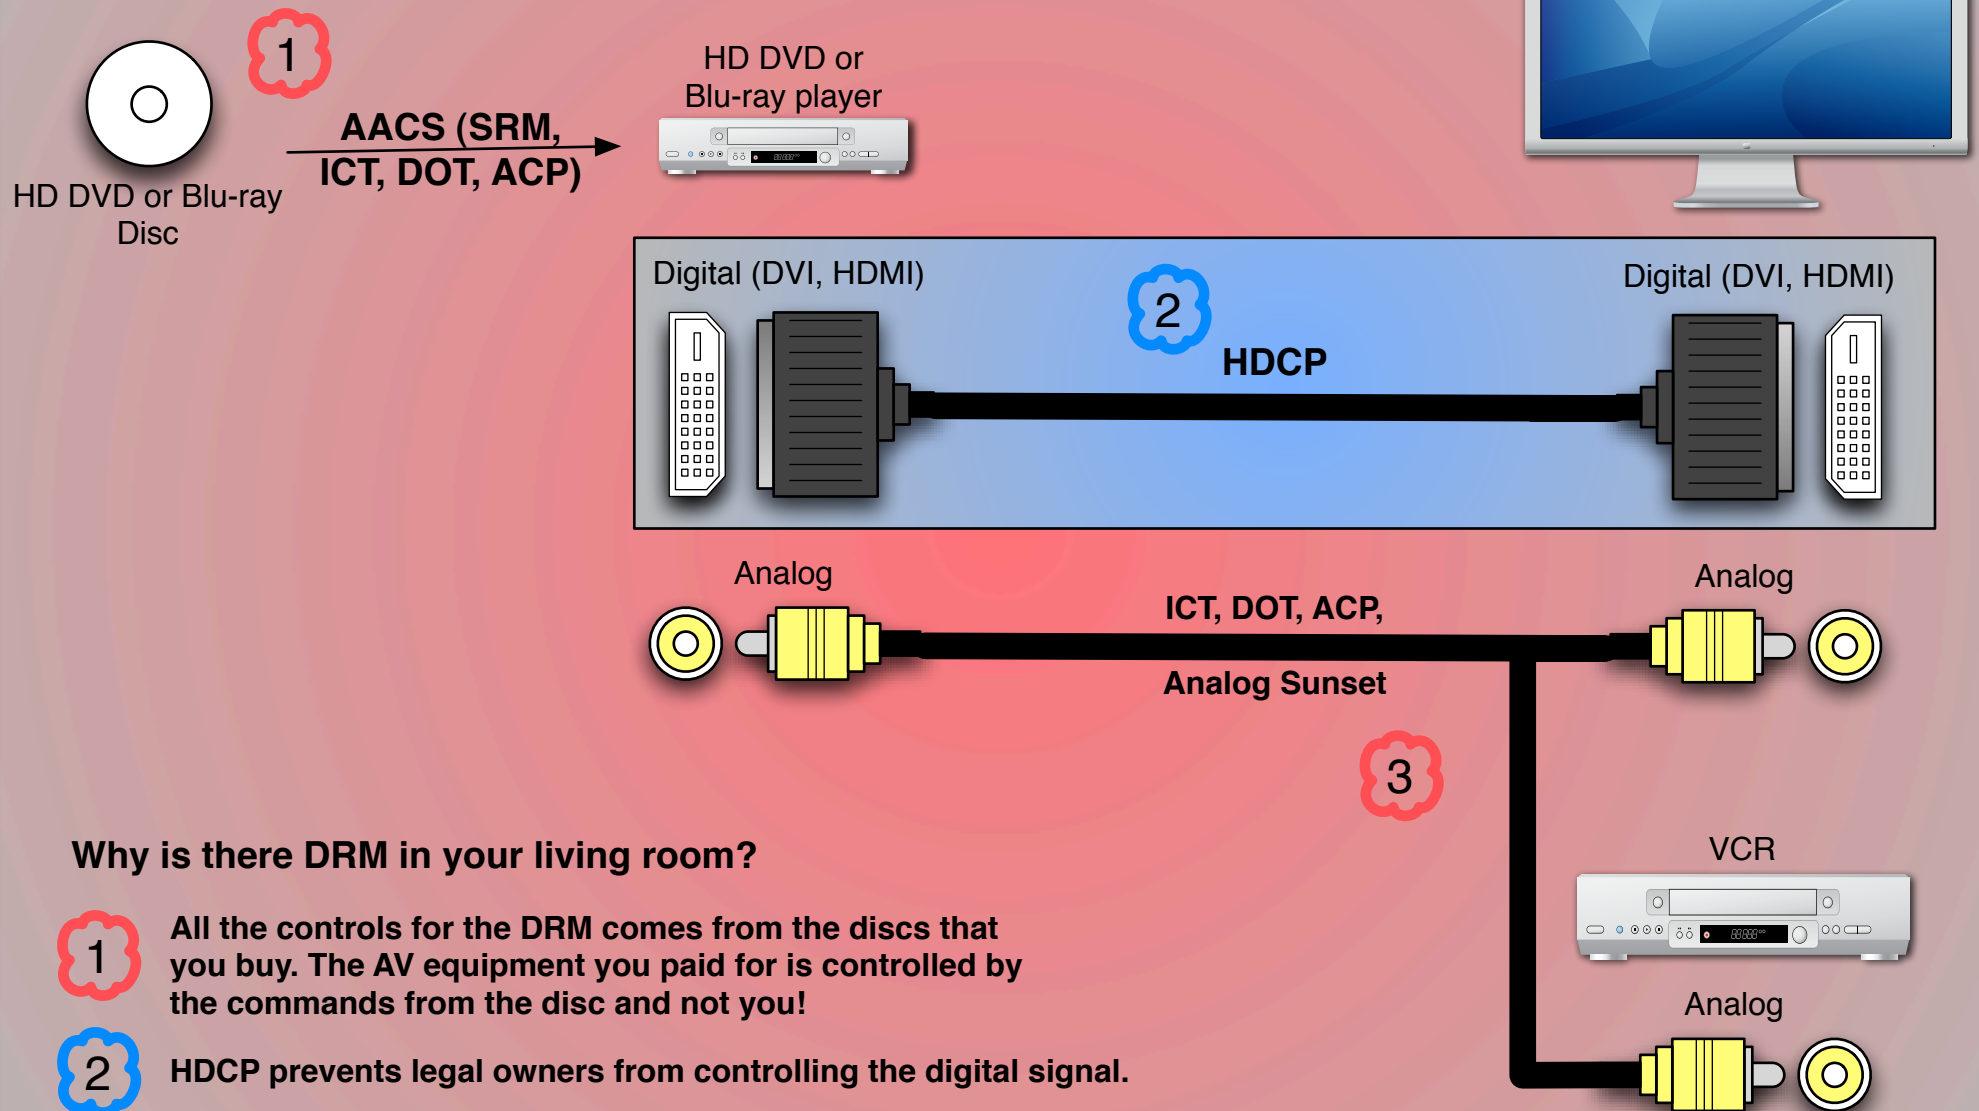 1
HD DVD or
Blu-ray player
AACS (SRM,
ICT, DOT, ACP)
HD DVD or Blu-ray
Disc
Digital (DVI, HDMI)
2
Digital (DVI, HDMI)
HDCP
Analog
Analog
ICT, DOT, ACP,
Analog Sunset
3
Why is there DRM in your living room?
VCR
1
All the controls for the DRM comes from the discs that
you buy. The AV equipment you paid for is controlled by
the commands from the disc and not you!
Analog
2
HDCP prevents legal owners from controlling the digital signal.